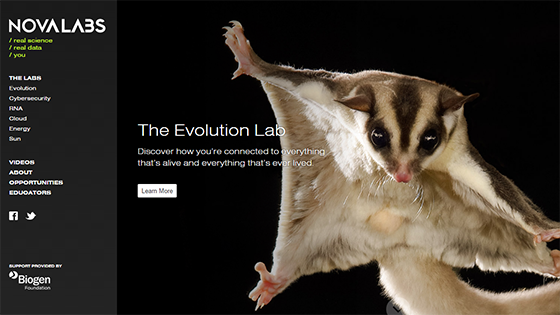 NOVALABS
/ real science
/ real data
/ you
THE LABS
Evolution
Cybersecurity
RNA
Cloud
Energy
Sun
VIDEOS
ABOUT
OPPORTUNITIES
EDUCATORS
SUPPORT PROVIDED BY
Biogen
Foundation
The Evolution Lab
Discover how you're connected to everything
that's alive and everything that's ever lived.
Learn More